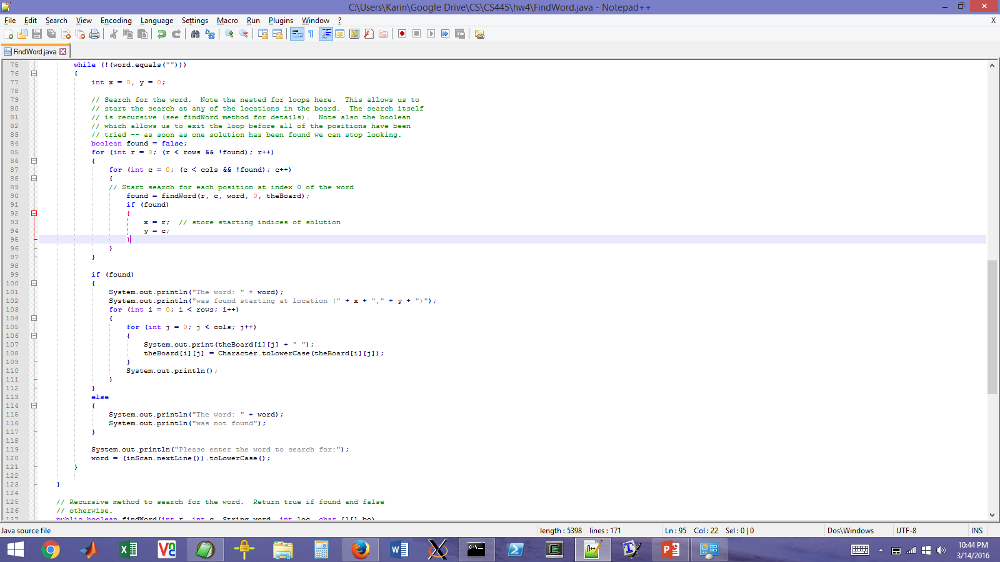 C:\Users\Karin\Google Drive\CS\CS445\hw4\FindWord.java - Notepad++
File Edit Search View Encoding Language Settings Macro Run Plugins Window ? X
FindWord.java
75 while (!(word.equals("")))
76 {
77 int x = 0, y = 0;
78
79 // Search for the word.  Note the nested for loops here.  This allows us to
80 // start the search at any of the locations in the board.  The search itself
81 // is recursive (see findWord method for details).  Note also the boolean
82 // which allows us to exit the loop before all of the positions have been
83 // tried -- as soon as one solution has been found we can stop looking.
84 boolean found = false;
85 for (int r = 0; (r < rows && !found); r++)
86 {
87 for (int c = 0; (c < cols && !found); c++)
88 {
89 // Start search for each position at index 0 of the word
90 found = findWord(r, c, word, 0, theBoard);
91 if (found)
92 {
93 x = r;  // store starting indices of solution
94 y = c;
95 }
96 }
97 }
98
99 if (found)
100 {
101 System.out.println("The word: " + word);
102 System.out.println("was found starting at location (" + x + "," + y + ")");
103 for (int i = 0; i < rows; i++)
104 {
105 for (int j = 0; j < cols; j++)
106 {
107 System.out.print(theBoard[i][j] + " ");
108 theBoard[i][j] = Character.toLowerCase(theBoard[i][j]);
109 }
110 System.out.println();
111 }
112 }
113 else
114 {
115 System.out.println("The word: " + word);
116 System.out.println("was not found");
117 }
118
119 System.out.println("Please enter the word to search for:");
120 word = (inScan.nextLine()).toLowerCase();
121 }
122
123 }
124
125 // Recursive method to search for the word.  Return true if found and false
126 // otherwise.
127 public boolean findWord(int r, int c, String word, int loc, char [][] bo)
Java source file length : 5398 lines : 171 Ln : 95 Col : 22 Sel : 0 | 0 Dos\Windows UTF-8 INS
10:44 PM
3/14/2016